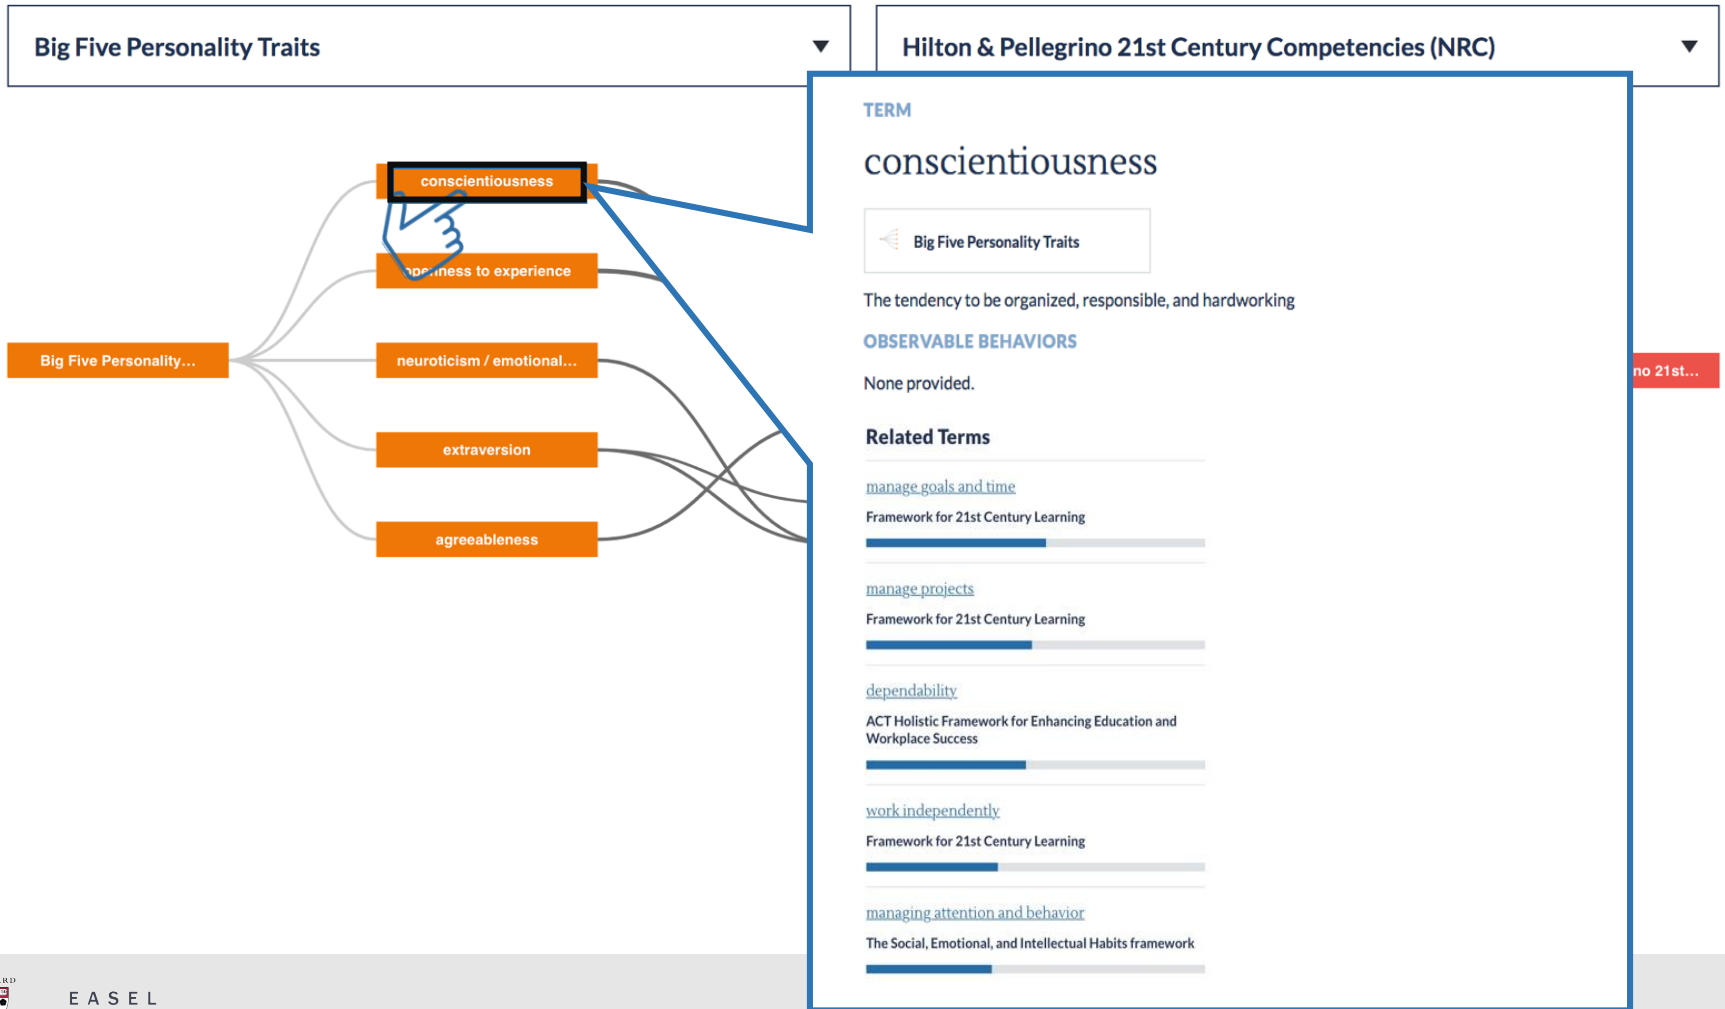 Big Five Personality Traits
Hilton & Pellegrino 21st Century Competencies (NRC)
conscientiousness
openness to experience
Big Five Personality...
neuroticism / emotional...
extraversion
agreeableness
TERM
conscientiousness
Big Five Personality Traits
The tendency to be organized, responsible, and hardworking
OBSERVABLE BEHAVIORS
None provided.
Related Terms
manage goals and time
Framework for 21st Century Learning
manage projects
Framework for 21st Century Learning
dependability
ACT Holistic Framework for Enhancing Education and
Workplace Success
work independently
Framework for 21st Century Learning
managing attention and behavior
The Social, Emotional, and Intellectual Habits framework
no 21st...
RD
EASEL